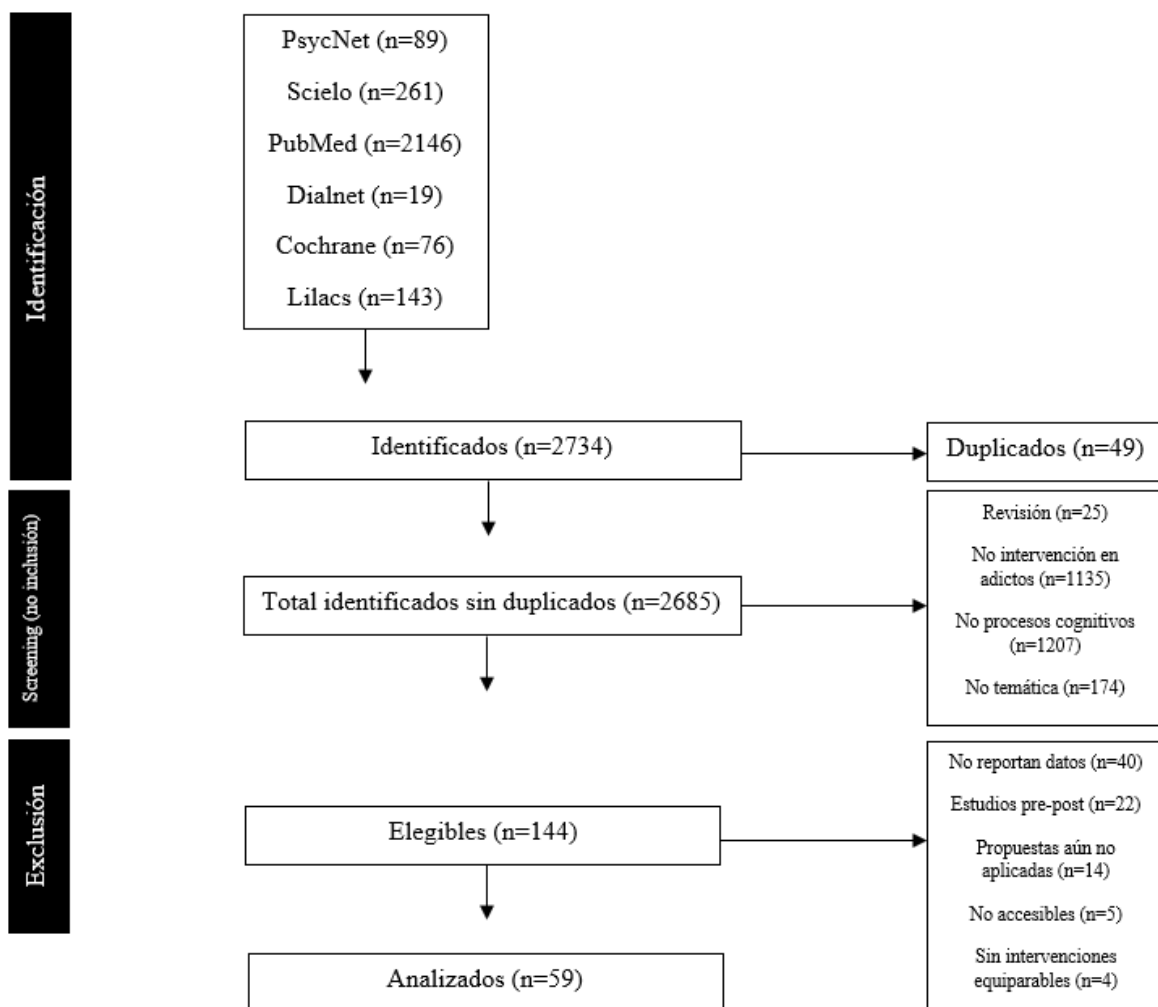 Identificación
PsycNet (n=89)
Scielo (n=261)
PubMed (n=2146)
Dialnet (n=19)
Cochrane (n=76)
Lilacs (n=143)
Identificados (n=2734)
Duplicados (n=49)
Screening (no inclusión)
Total identificados sin duplicados (n=2685)
Revisión (n=25)
No intervención en
adictos (n=1135)
No procesos cognitivos
(n=1207)
No temática (n=174)
Exclusión
Elegibles (n=144)
No reportan datos (n=40)
Estudios pre-post (n=22)
Propuestas aún no
aplicadas (n=14)
No accesibles (n=5)
Sin intervenciones
equiparables (n=4)
Analizados (n=59)